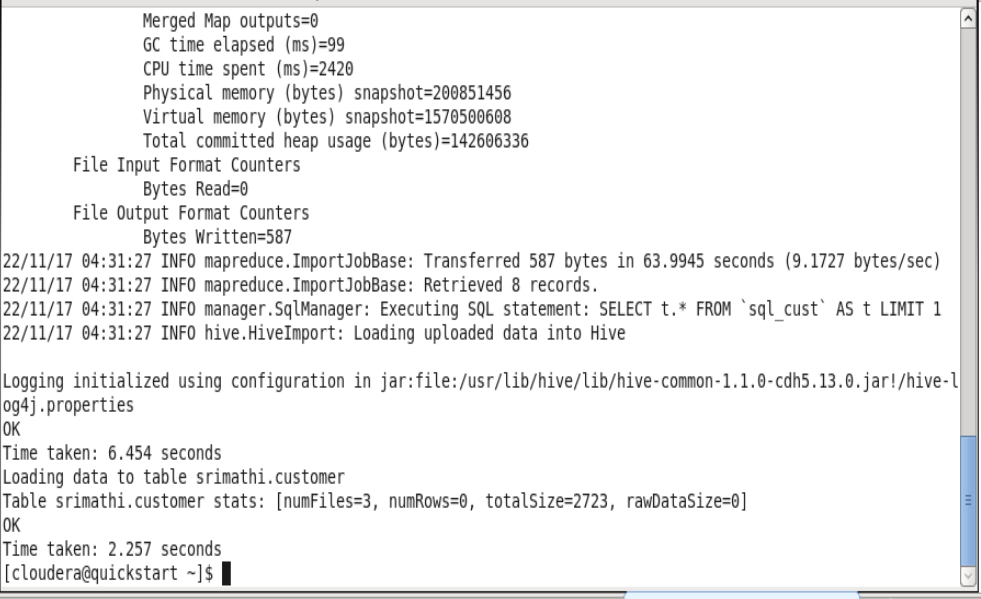 Merged Map outputs=0
GC time elapsed (ms)=99
CPU time spent (ms)=2420
Physical memory (bytes) snapshot=200851456
Virtual memory (bytes) snapshot=1570500608
Total committed heap usage (bytes)=142606336
File Input Format Counters
Bytes Read=0
File Output Format Counters
Bytes Written=587
22/11/17 04:31:27 INFO mapreduce.ImportJobBase: Transferred 587 bytes in 63.9945 seconds (9.1727 bytes/sec)
22/11/17 04:31:27 INFO mapreduce.ImportJobBase: Retrieved 8 records.
22/11/17 04:31:27 INFO manager.SqlManager: Executing SQL statement: SELECT t.* FROM `sql_cust` AS t LIMIT 1
22/11/17 04:31:27 INFO hive.HiveImport: Loading uploaded data into Hive
Logging initialized using configuration in jar:file:/usr/lib/hive/lib/hive-common-1.1.0-cdh5.13.0.jar!/hive-l
og4j.properties
OK
Time taken: 6.454 seconds
Loading data to table srimathi.customer
Table srimathi.customer stats: [numFiles=3, numRows=0, totalSize=2723, rawDataSize=0]
OK
Time taken: 2.257 seconds
[cloudera@quickstart ~]$